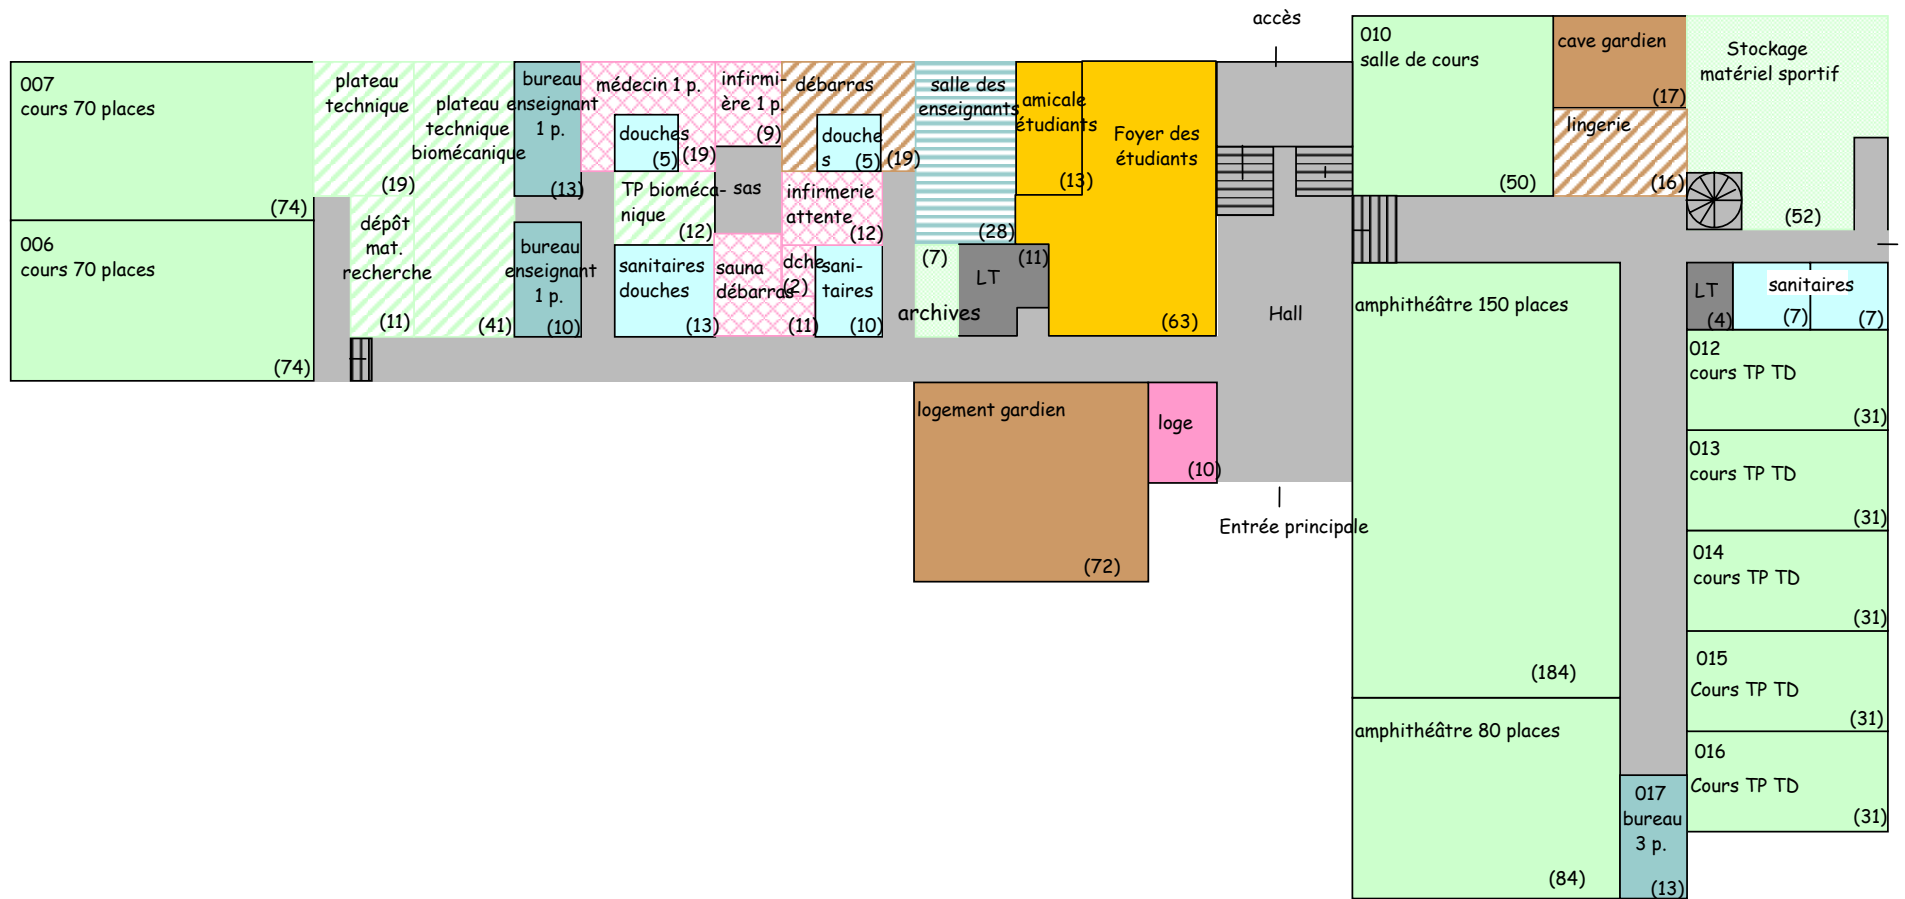 accès
007
cours 70 places
(74)
006
cours 70 places
(74)
plateau
technique
(19)
plateau
technique
biomécanique
(41)
dépôt
mat.
recherche
(11)
bureau
enseignant
1 p.
(13)
bureau
enseignant
1 p.
(10)
médecin 1 p.
(19)
douches
(5)
infirmi-
ère 1 p.
(9)
débarras
(19)
douche
s
(5)
TP bioméca-
nique
(12)
sas
infirmerie
attente
(12)
sanitaires
douches
(13)
sauna
débarras
(11)
dche
(2)
sani-
taires
(10)
salle des
enseignants
(28)
(7)
archives
LT
(11)
amicale
étudiants
(13)
Foyer des
étudiants
(63)
Hall
logement gardien
(72)
loge
(10)
Entrée principale
010
salle de cours
(50)
cave gardien
(17)
lingerie
(16)
Stockage
matériel sportif
(52)
amphithéâtre 150 places
(184)
amphithéâtre 80 places
(84)
LT
(4)
sanitaires
(7)
(7)
012
cours TP TD
(31)
013
cours TP TD
(31)
014
cours TP TD
(31)
015
Cours TP TD
(31)
016
Cours TP TD
(31)
017
bureau
3 p.
(13)